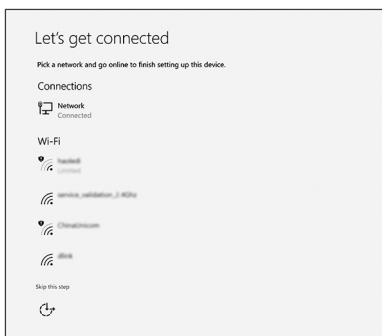 Let's get connected
Pick a network and go online to finish setting up this device.
Connections
Network
Connected
Wi-Fi
Limited
service_validation_2.4Ghz
ChinaUnicom
dlink
Skip this step